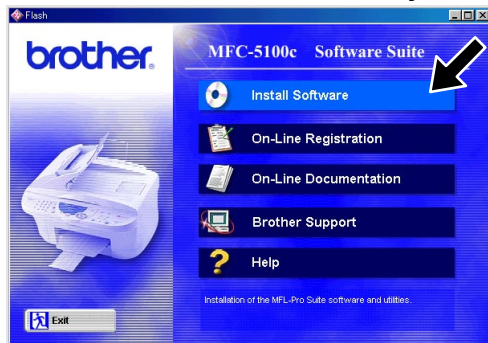 Flash
brother.
MFC-5100c Software Suite
Install Software
On-Line Registration
On-Line Documentation
Brother Support
Help
Installation of the MFL-Pro Suite software and utilities.
Exit